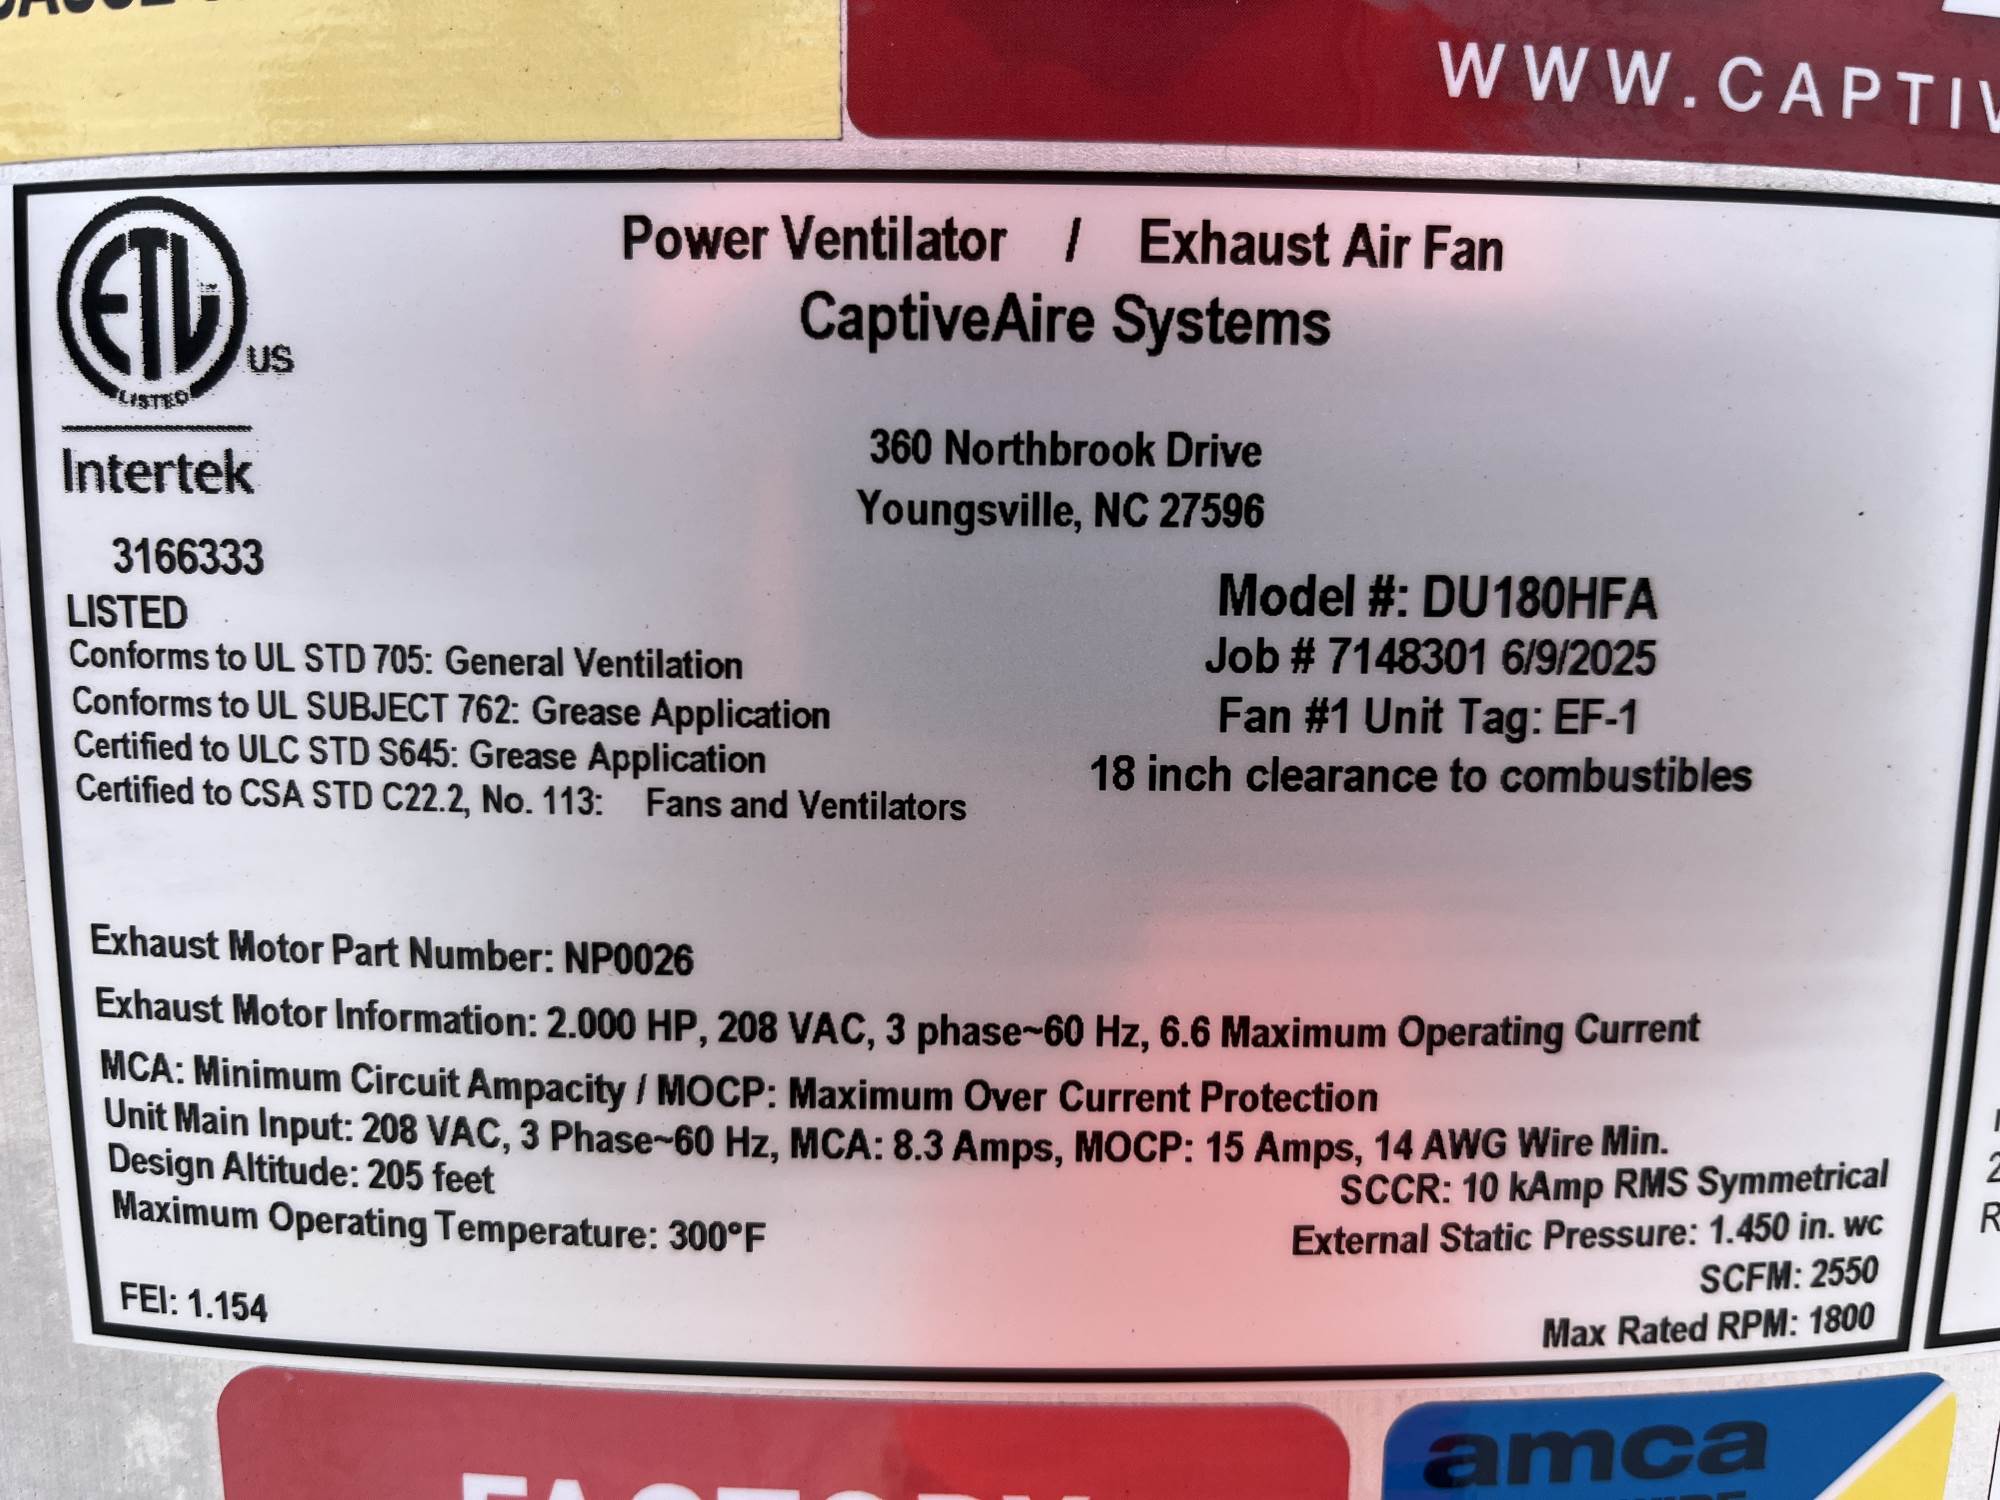 WWW.CAPTIV
ETL
LISTED
US
Intertek
3166333
LISTED
Power Ventilator / Exhaust Air Fan
CaptiveAire Systems
360 Northbrook Drive
Youngsville, NC 27596
Model #: DU180HFA
Job # 7148301 6/9/2025
Fan #1 Unit Tag: EF-1
18 inch clearance to combustibles
Conforms to UL STD 705: General Ventilation
Conforms to UL SUBJECT 762: Grease Application
Certified to ULC STD S645: Grease Application
Certified to CSA STD C22.2, No. 113: Fans and Ventilators
Exhaust Motor Part Number: NP0026
Exhaust Motor Information: 2.000 HP, 208 VAC, 3 phase~60 Hz, 6.6 Maximum Operating Current
MCA: Minimum Circuit Ampacity / MOCP: Maximum Over Current Protection
Unit Main Input: 208 VAC, 3 Phase~60 Hz, MCA: 8.3 Amps, MOCP: 15 Amps, 14 AWG Wire Min.
Design Altitude: 205 feet
SCCR: 10 kAmp RMS Symmetrical
Maximum Operating Temperature: 300°F
External Static Pressure: 1.450 in. wc
SCFM: 2550
FEI: 1.154
Max Rated RPM: 1800
FACTORY
amca